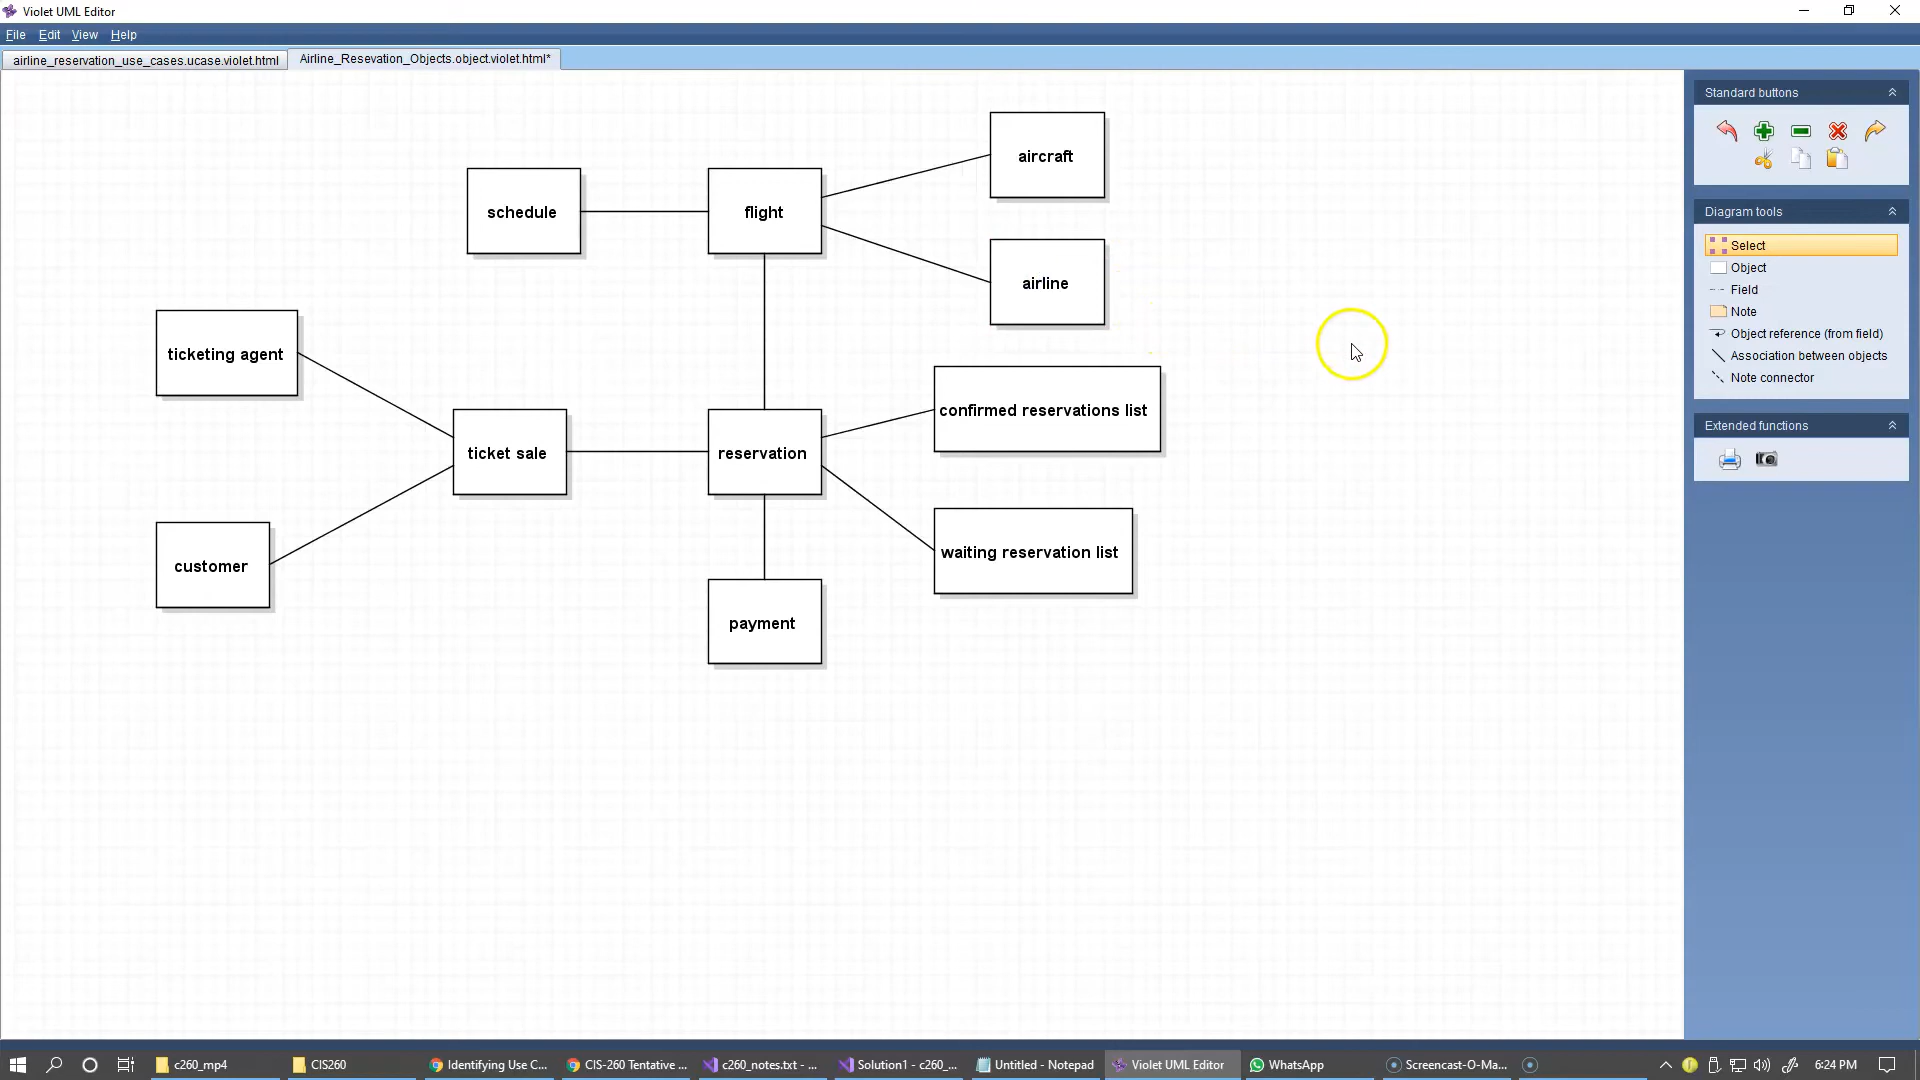 Violet UML Editor
File Edit View Help
airline_reservation_use_cases.ucase.violet.html
Airline_Resevation_Objects.object.violet.html*
aircraft
schedule
flight
airline
ticketing agent
confirmed reservations list
ticket sale
reservation
waiting reservation list
customer
payment
Standard buttons
Diagram tools
Select
Object
Field
Note
Object reference (from field)
Association between objects
Note connector
Extended functions
c260_mp4
CIS260
Identifying Use C...
CIS-260 Tentative ...
c260_notes.txt - ...
Solution1 - c260_...
Untitled - Notepad
Violet UML Editor
WhatsApp
Screencast-O-Ma...
6:24 PM